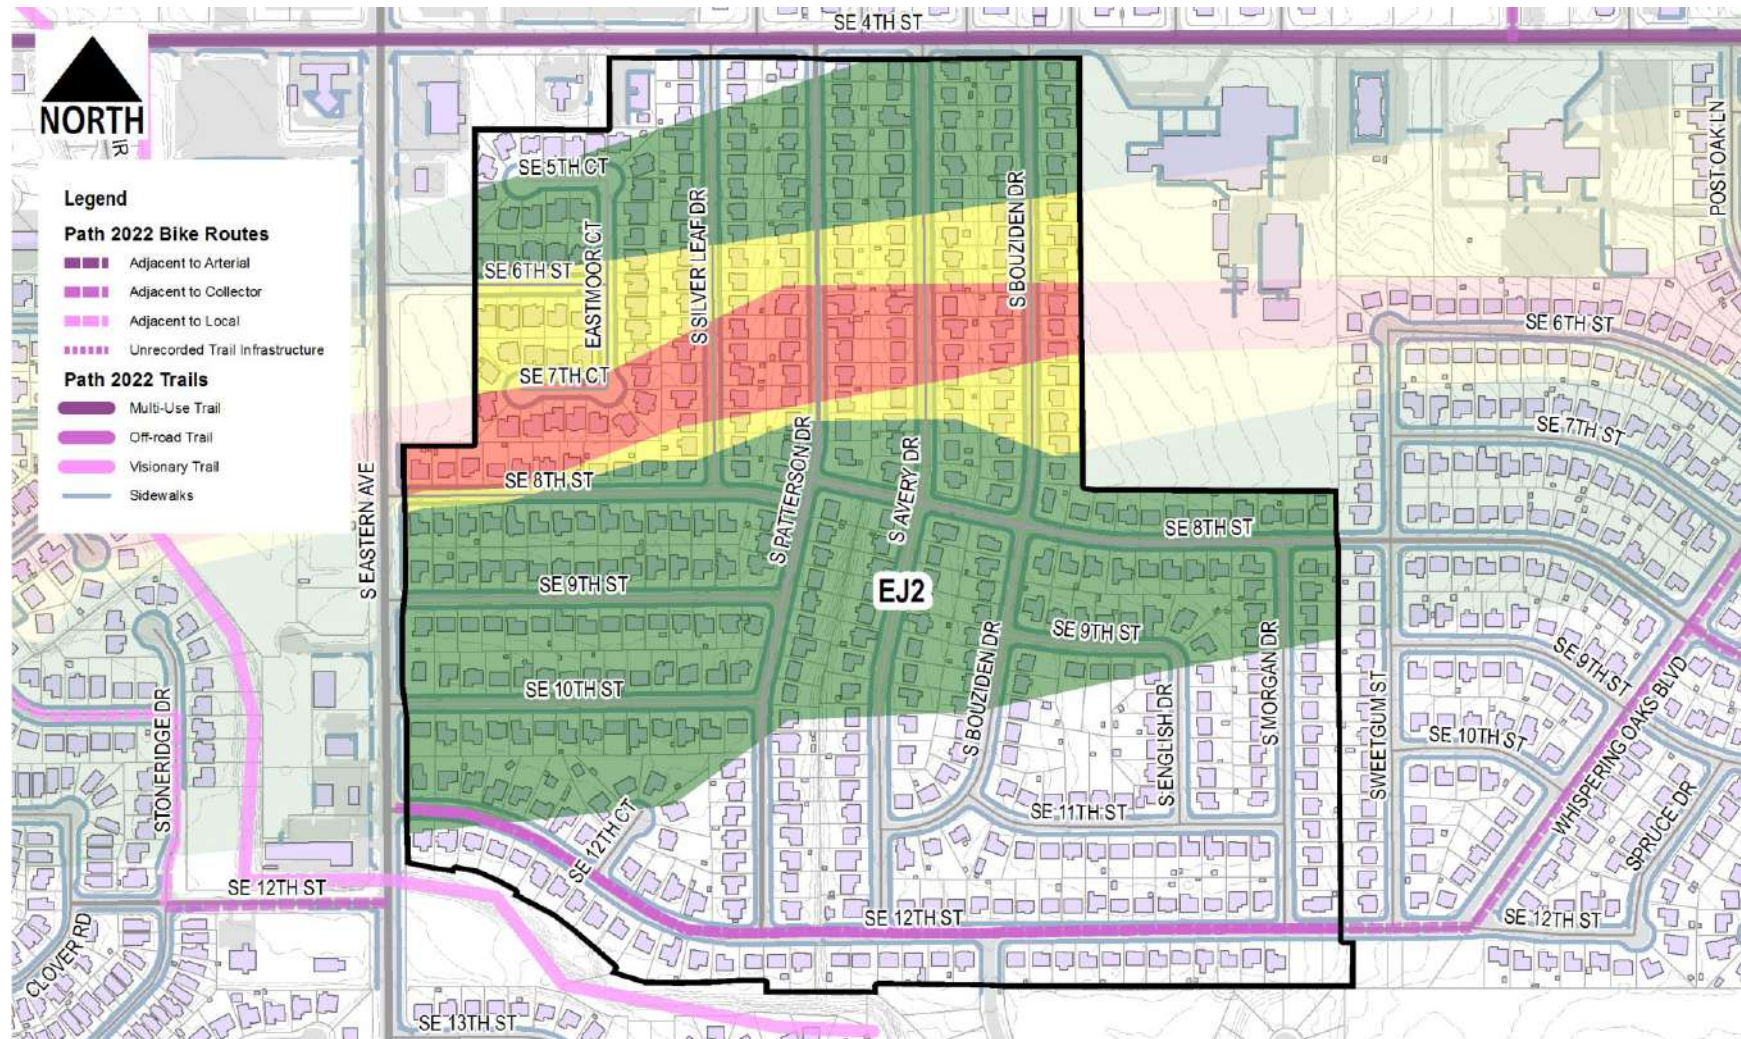 SE 4TH ST
NORTH
IR
Legend
Path 2022 Bike Routes
Adjacent to Arterial
Adjacent to Collector
Adjacent to Local
Unrecorded Trail Infrastructure
Path 2022 Trails
Multi-Use Trail
Off-road Trail
Visionary Trail
Sidewalks
SE 5TH CT
SE 6TH ST
EASTMOOR CT
S SILVER LEAF DR
S BOUZIDEN DR
POST OAK LN
SE 7TH CT
SE 6TH ST
SE 7TH ST
SE 8TH ST
S EASTERN AVE
S PATTERSON DR
S AVERY DR
SE 8TH ST
SE 9TH ST
EJ2
SE 9TH ST
SE 9TH ST
SE 10TH ST
S BOUZIDEN DR
S MORGAN DR
S ENGLISH DR
SWEETGUM ST
SE 10TH ST
WHISPERING OAKS BLVD
SPRUCE DR
STONERIDGE DR
SE 11TH ST
SE 12TH CT
SE 12TH ST
SE 12TH ST
SE 12TH ST
CLOVER RD
SE 13TH ST